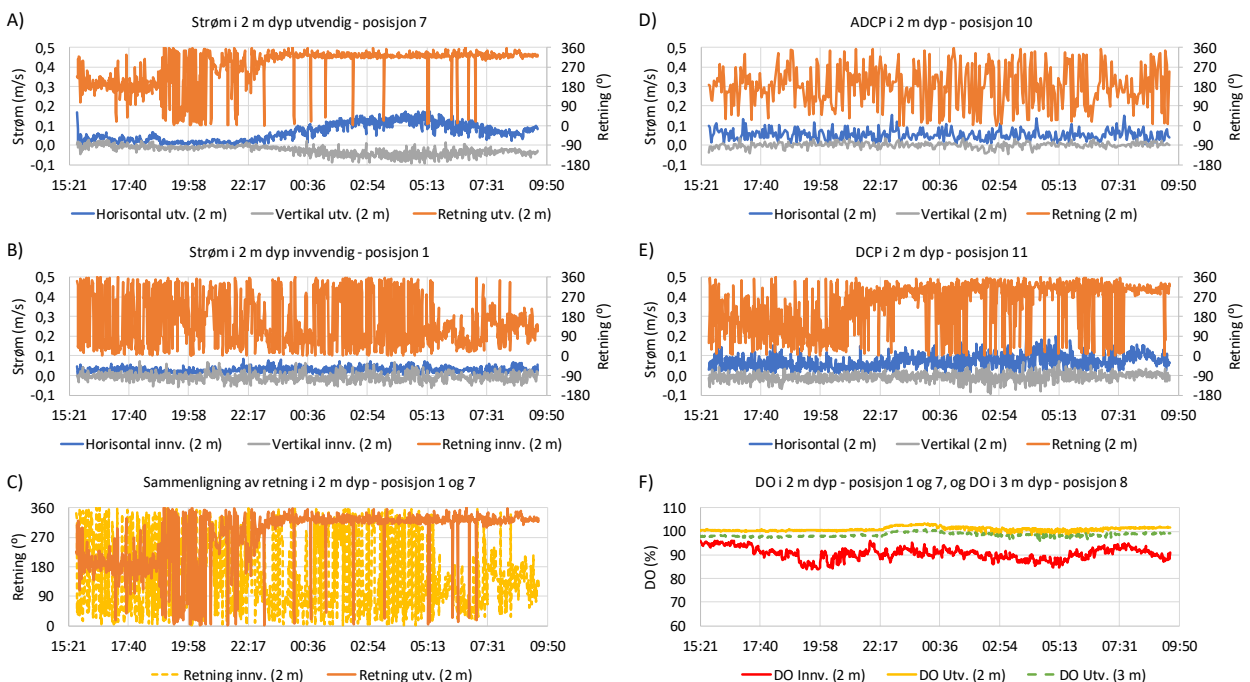 A) Strøm i 2 m dyp utvendig - posisjon 7
0,5 360
0,4 270
0,3 180
0,2 90
0,1 0
0,0 -90
-0,1 -180
Strøm (m/s)
Retning (⁰)
15:21 17:40 19:58 22:17 00:36 02:54 05:13 07:31 09:50
Horisontal utv. (2 m) Vertikal utv. (2 m) Retning utv. (2 m)
D) ADCP i 2 m dyp - posisjon 10
0,5 360
0,4 270
0,3 180
0,2 90
0,1 0
0,0 -90
-0,1 -180
Strøm (m/s)
Retning (⁰)
15:21 17:40 19:58 22:17 00:36 02:54 05:13 07:31 09:50
Horisontal (2 m) Vertikal (2 m) Retning (2 m)
B) Strøm i 2 m dyp invvendig - posisjon 1
0,5 360
0,4 270
0,3 180
0,2 90
0,1 0
0,0 -90
-0,1 -180
Strøm (m/s)
Retning (⁰)
15:21 17:40 19:58 22:17 00:36 02:54 05:13 07:31 09:50
Horisontal innv. (2 m) Vertikal innv. (2 m) Retning innv. (2 m)
E) DCP i 2 m dyp - posisjon 11
0,5 360
0,4 270
0,3 180
0,2 90
0,1 0
0,0 -90
-0,1 -180
Strøm (m/s)
Retning (⁰)
15:21 17:40 19:58 22:17 00:36 02:54 05:13 07:31 09:50
Horisontal (2 m) Vertikal (2 m) Retning (2 m)
C) Sammenligning av retning i 2 m dyp - posisjon 1 og 7
360
270
180
90
0
Retning (⁰)
15:21 17:40 19:58 22:17 00:36 02:54 05:13 07:31 09:50
Retning innv. (2 m) Retning utv. (2 m)
F) DO i 2 m dyp - posisjon 1 og 7, og DO i 3 m dyp - posisjon 8
110
100
90
80
70
60
DO (%)
15:21 17:40 19:58 22:17 00:36 02:54 05:13 07:31 09:50
DO Innv. (2 m) DO Utv. (2 m) DO Utv. (3 m)